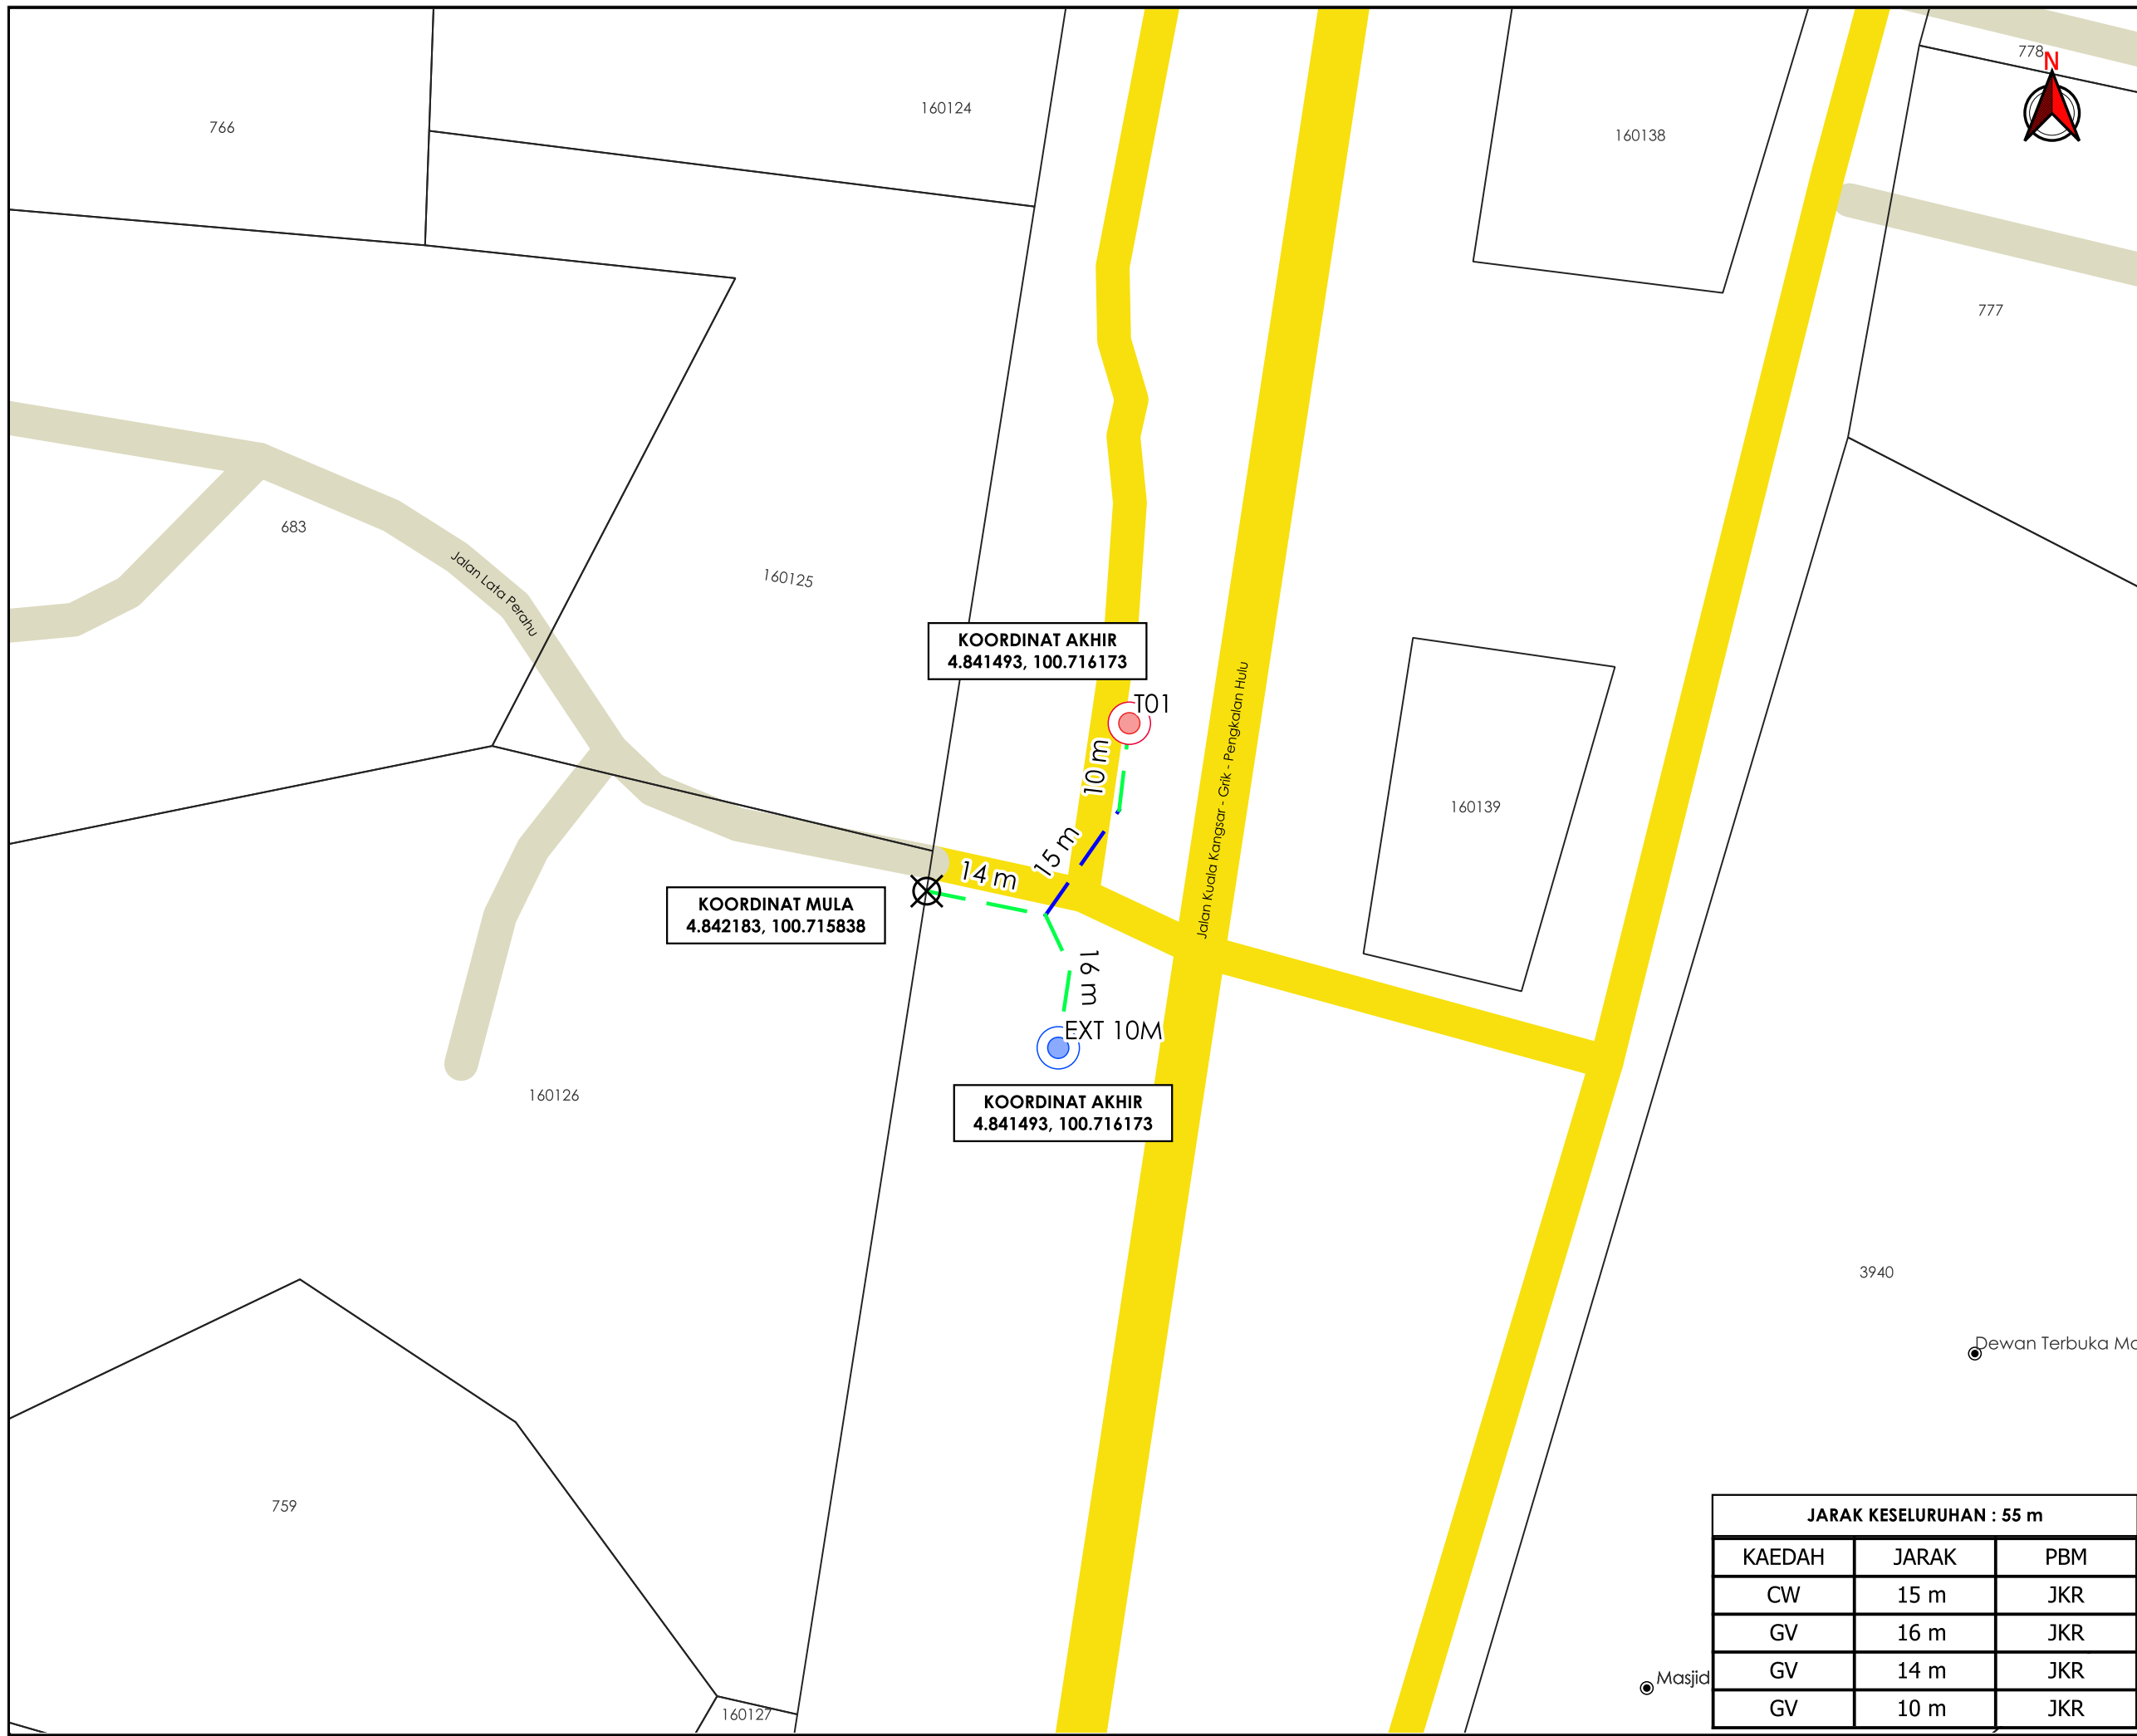 778
N
766
160124
160138
777
683
Jalan Lata Perahu
160125
KOORDINAT AKHIR
4.841493, 100.716173
T01
10 m
Jalan Kuala Kangsar - Grik - Pengkalan Hulu
160139
15 m
14 m
KOORDINAT MULA
4.842183, 100.715838
16 m
EXT 10M
160126
KOORDINAT AKHIR
4.841493, 100.716173
3940
Dewan Terbuka
759
Masjid
160127
JARAK KESELURUHAN : 55 m
KAEDAH JARAK PBM
CW 15 m JKR
GV 16 m JKR
GV 14 m JKR
GV 10 m JKR